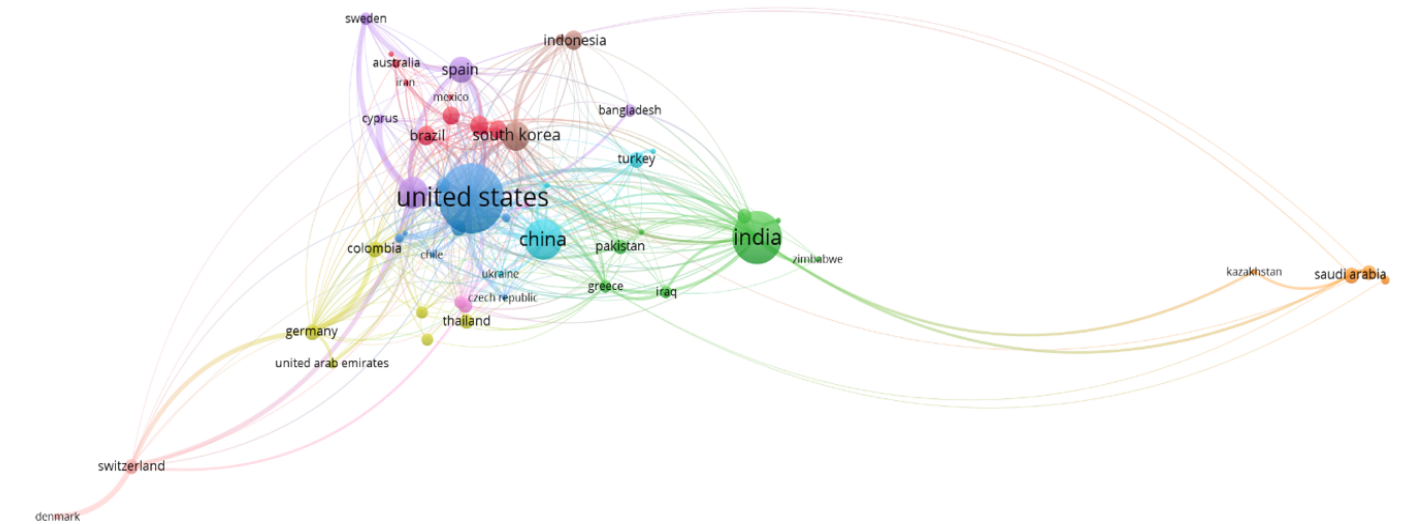 sweden
indonesia
australia
spain
iran
mexico
bangladesh
cyprus
brazil
south korea
turkey
united states
china
india
pakistan
colombia
chile
zimbabwe
ukraine
kazakhstan
saudi arabia
greece
iraq
czech republic
thailand
germany
united arab emirates
switzerland
denmark